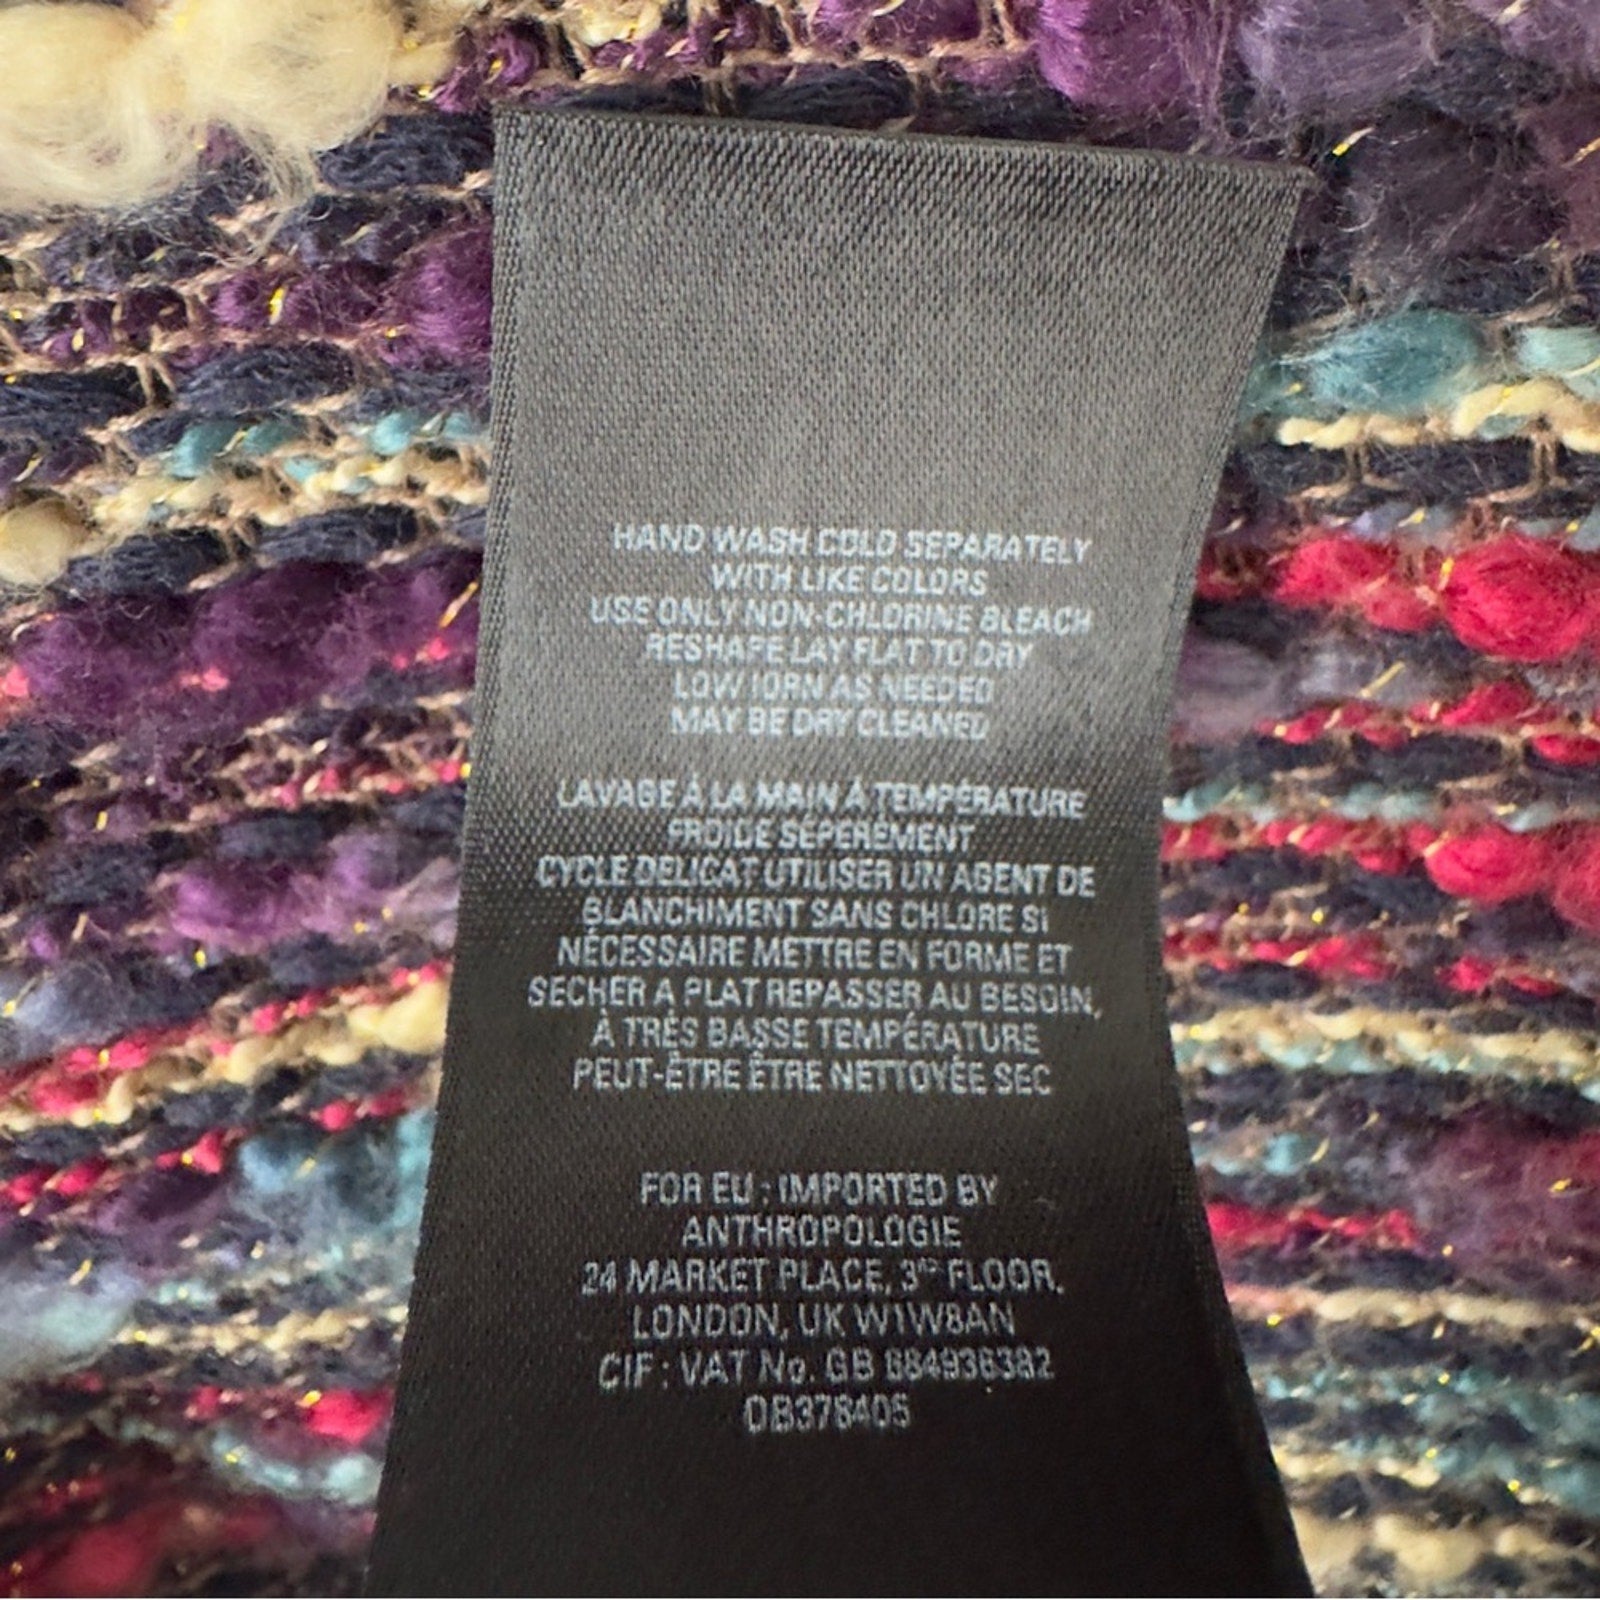 HAND WASH COLD SEPARATELY
WITH LIKE COLORS
USE ONLY NON-CHLORINE BLEACH
RESHAPE LAY FLAT TO DRY
LOW IORN AS NEEDED
MAY BE DRY CLEANED
LAVAGE À LA MAIN À TEMPÉRATURE
FROIDE SÉPERÉMENT
CYCLE DELICAT UTILISER UN AGENT DE
BLANCHIMENT SANS CHLORE SI
NÉCESSAIRE METTRE EN FORME ET
SECHER A PLAT REPASSER AU BESOIN,
À TRÈS BASSE TEMPÉRATURE
PEUT-ÊTRE ÊTRE NETTOYÉE SEC
FOR EU : IMPORTED BY
ANTHROPOLOGIE
24 MARKET PLACE, 3RD FLOOR,
LONDON, UK W1W8AN
CIF : VAT No. GB 684936382
OB378405